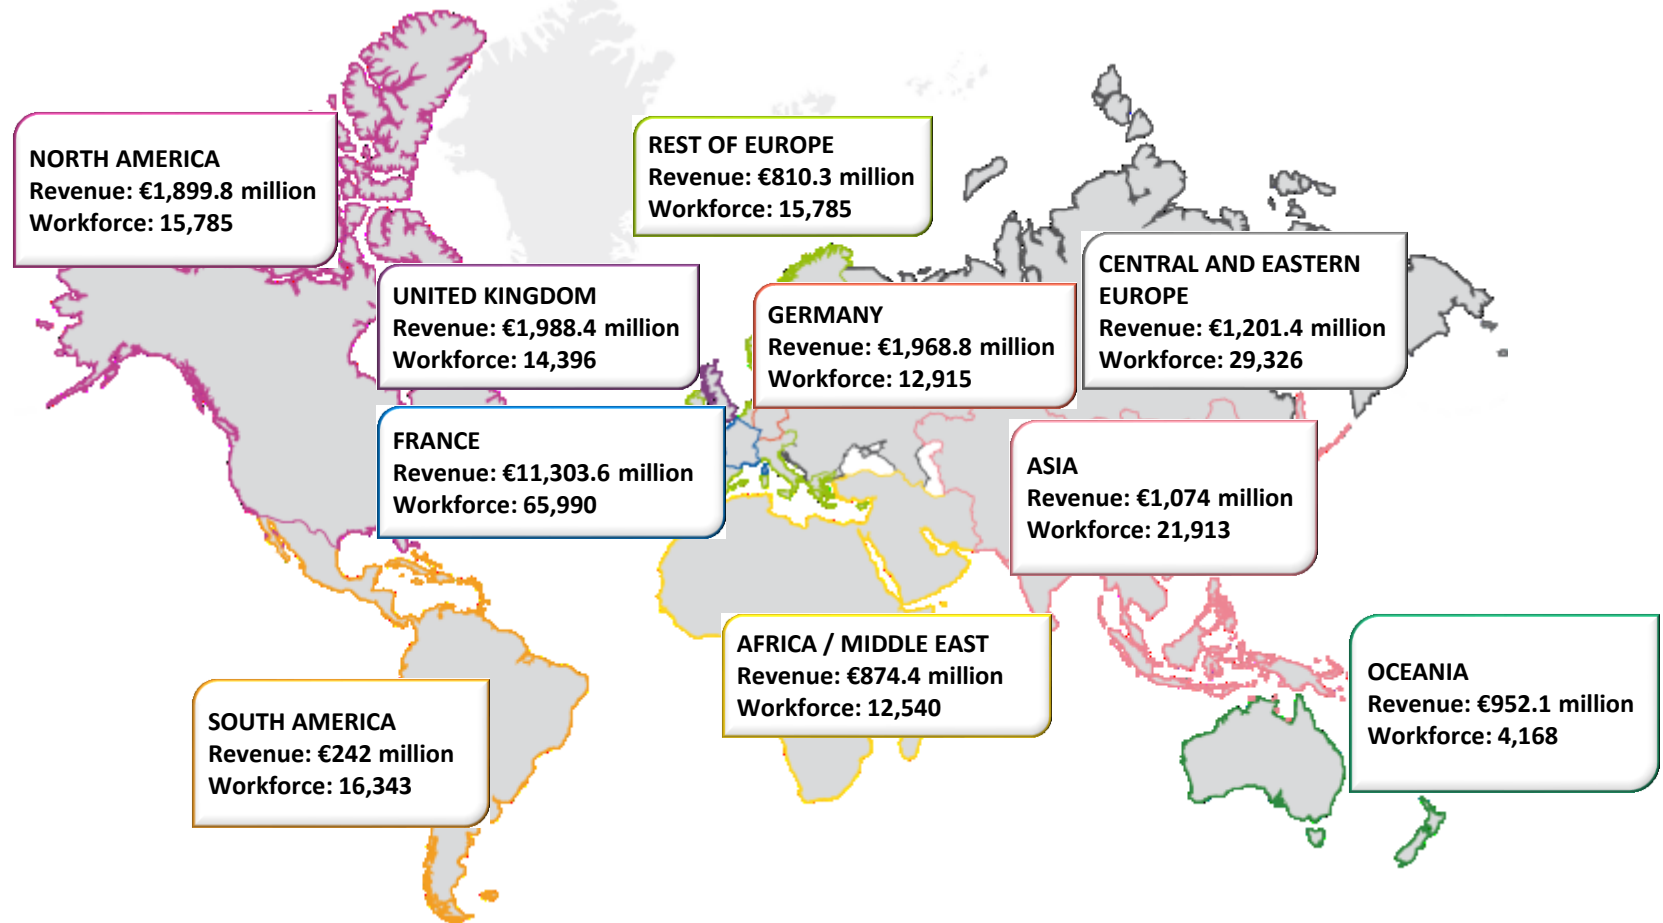 NORTH AMERICA
Revenue: €1,899.8 million
Workforce: 15,785
REST OF EUROPE
Revenue: €810.3 million
Workforce: 15,785
UNITED KINGDOM
Revenue: €1,988.4 million
Workforce: 14,396
GERMANY
Revenue: €1,968.8 million
Workforce: 12,915
CENTRAL AND EASTERN
EUROPE
Revenue: €1,201.4 million
Workforce: 29,326
FRANCE
Revenue: €11,303.6 million
Workforce: 65,990
ASIA
Revenue: €1,074 million
Workforce: 21,913
AFRICA / MIDDLE EAST
Revenue: €874.4 million
Workforce: 12,540
OCEANIA
Revenue: €952.1 million
Workforce: 4,168
SOUTH AMERICA
Revenue: €242 million
Workforce: 16,343